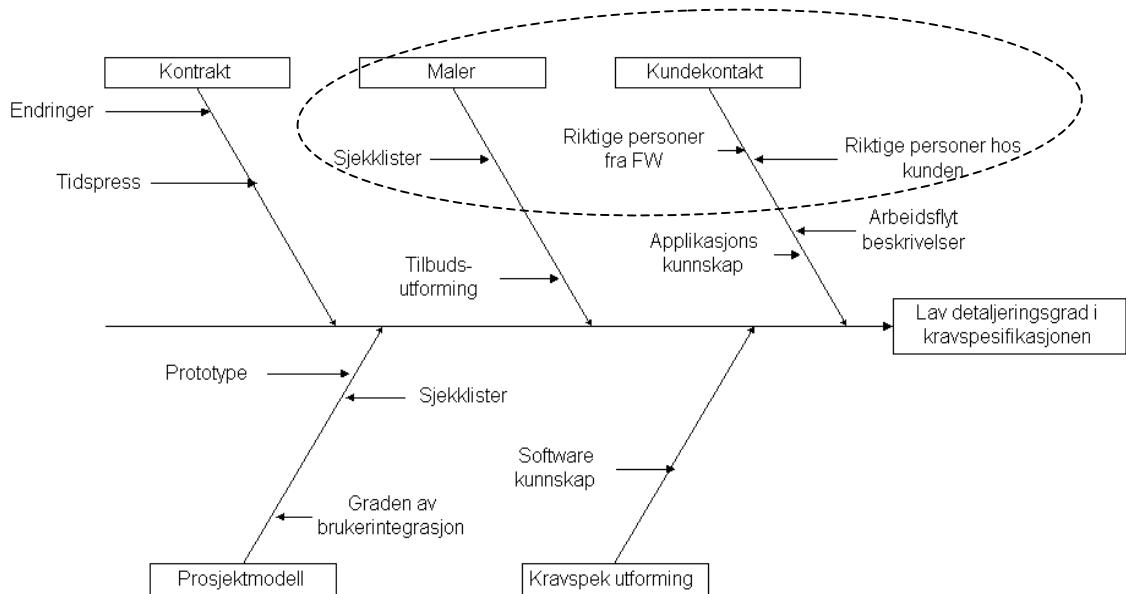 Kontrakt
Maler
Kundekontakt
Endringer
Riktige personer
fra FW
Riktige personer hos
kunden
Sjekklister
Tidspress
Arbeidsflyt
beskrivelser
Applikasjons
kunnskap
Tilbuds-
utforming
Lav detaljeringsgrad i
kravspesifikasjonen
Prototype
Sjekklister
Software
kunnskap
Graden av
brukerintegrasjon
Prosjektmodell
Kravspek utforming